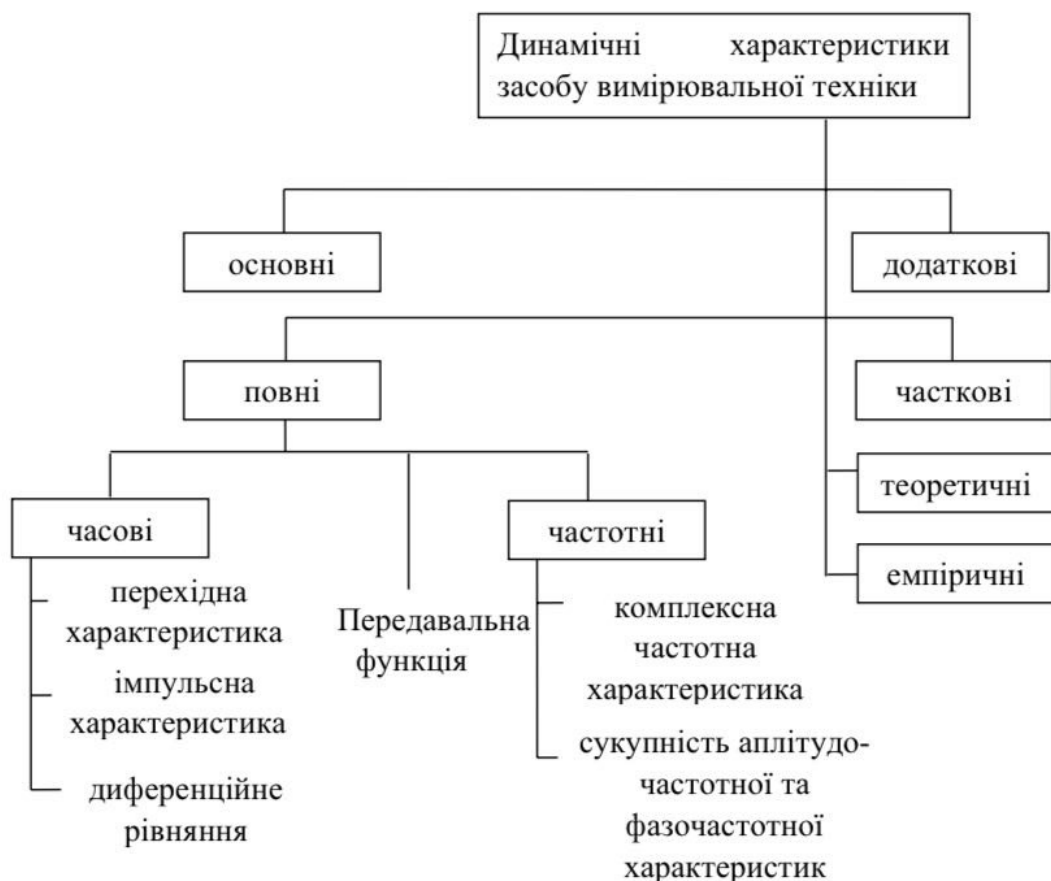 Динамічні характеристики
засобу вимірювальної техніки
основні
додаткові
повні
часткові
теоретичні
емпіричні
часові
частотні
перехідна
характеристика
імпульсна
характеристика
диференційне
рівняння
Передавальна
функція
комплексна
частотна
характеристика
сукупність аплітудо-
частотної та
фазочастотної
характеристик